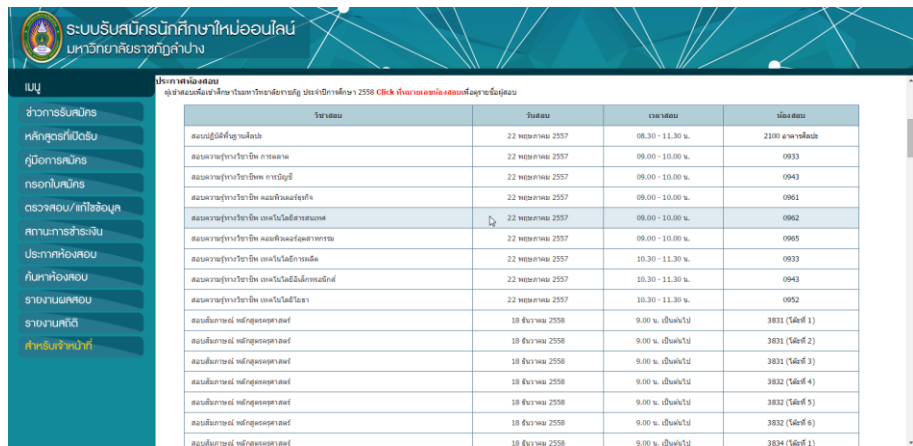 ระบบรับสมัครนักศึกษาใหม่ออนไลน์
มหาวิทยาลัยราชภัฏลำปาง
เมนู
ข่าวการรับสมัคร
หลักสูตรที่เปิดรับ
คู่มือการสมัคร
กรอกใบสมัคร
ตรวจสอบ/แก้ไขข้อมูล
สถานะการชำระเงิน
ประกาศห้องสอบ
ค้นหาห้องสอบ
รายงานผลสอบ
รายงานสถิติ
สำหรับเจ้าหน้าที่
ประกาศห้องสอบ
ผู้เข้าสอบเพื่อเข้าศึกษาในมหาวิทยาลัยราชภัฏ ประจำปีการศึกษา 2558 Click ที่หมายเลขห้องสอบเพื่อดูรายชื่อผู้สอบ
วิชาสอบ วันสอบ เวลาสอบ ห้องสอบ
สอบปฏิบัติพื้นฐานศิลปะ 22 พฤษภาคม 2557 08.30 - 11.30 น. 2100 อาคารศิลปะ
สอบความรู้ทางวิชาชีพ การตลาด 22 พฤษภาคม 2557 09.00 - 10.00 น. 0933
สอบความรู้ทางวิชาชีพ การบัญชี 22 พฤษภาคม 2557 09.00 - 10.00 น. 0943
สอบความรู้ทางวิชาชีพ คอมพิวเตอร์ธุรกิจ 22 พฤษภาคม 2557 09.00 - 10.00 น. 0961
สอบความรู้ทางวิชาชีพ เทคโนโลยีสารสนเทศ 22 พฤษภาคม 2557 09.00 - 10.00 น. 0962
สอบความรู้ทางวิชาชีพ คอมพิวเตอร์อุตสาหกรรม 22 พฤษภาคม 2557 09.00 - 10.00 น. 0965
สอบความรู้ทางวิชาชีพ เทคโนโลยีการผลิต 22 พฤษภาคม 2557 10.30 - 11.30 น. 0933
สอบความรู้ทางวิชาชีพ เทคโนโลยีอิเล็กทรอนิกส์ 22 พฤษภาคม 2557 10.30 - 11.30 น. 0943
สอบความรู้ทางวิชาชีพ เทคโนโลยีโยธา 22 พฤษภาคม 2557 10.30 - 11.30 น. 0952
สอบสัมภาษณ์ หลักสูตรครุศาสตร์ 18 ธันวาคม 2558 9.00 น. เป็นต้นไป 3831 (โต๊ะที่ 1)
สอบสัมภาษณ์ หลักสูตรครุศาสตร์ 18 ธันวาคม 2558 9.00 น. เป็นต้นไป 3831 (โต๊ะที่ 2)
สอบสัมภาษณ์ หลักสูตรครุศาสตร์ 18 ธันวาคม 2558 9.00 น. เป็นต้นไป 3831 (โต๊ะที่ 3)
สอบสัมภาษณ์ หลักสูตรครุศาสตร์ 18 ธันวาคม 2558 9.00 น. เป็นต้นไป 3832 (โต๊ะที่ 4)
สอบสัมภาษณ์ หลักสูตรครุศาสตร์ 18 ธันวาคม 2558 9.00 น. เป็นต้นไป 3832 (โต๊ะที่ 5)
สอบสัมภาษณ์ หลักสูตรครุศาสตร์ 18 ธันวาคม 2558 9.00 น. เป็นต้นไป 3832 (โต๊ะที่ 6)
สอบสัมภาษณ์ หลักสูตรครุศาสตร์ 18 ธันวาคม 2558 9.00 น. เป็นต้นไป 3834 (โต๊ะที่ 1)